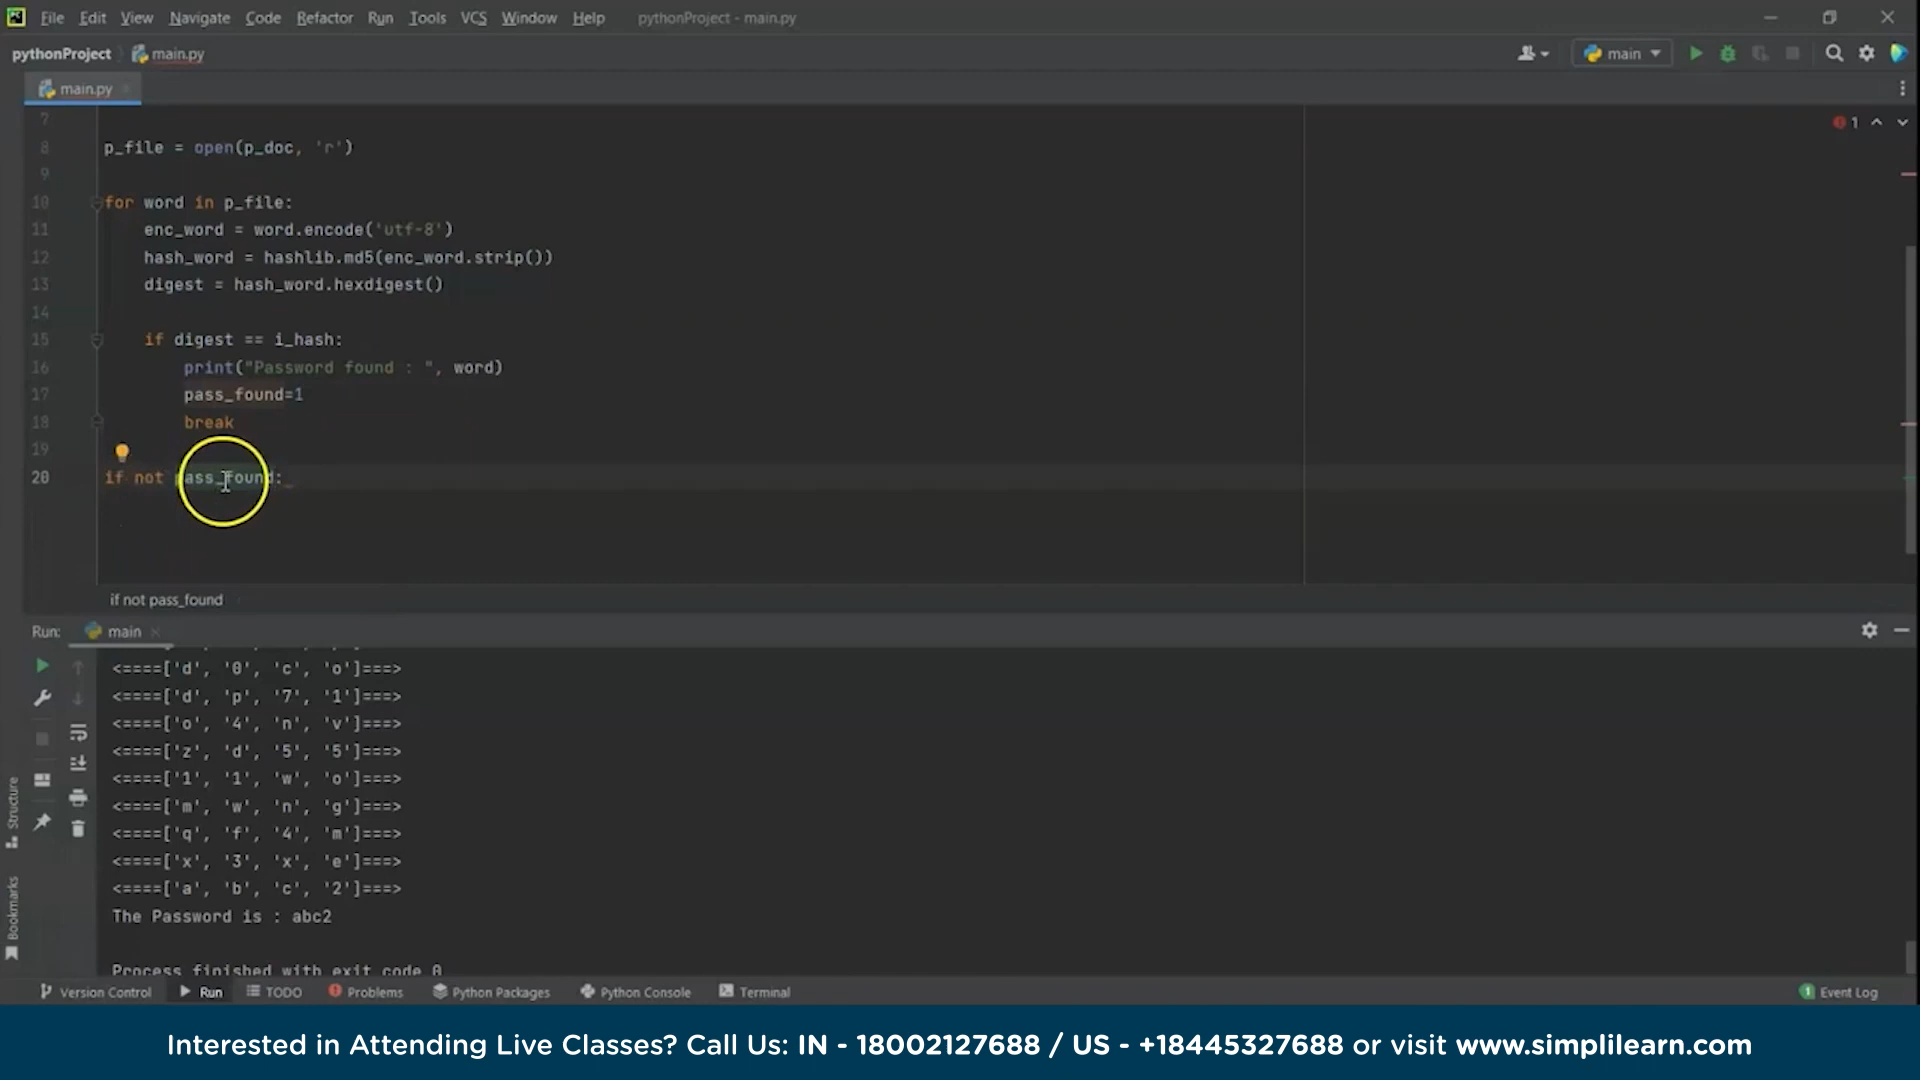 File Edit View Navigate Code Refactor Run Tools VCS Window Help pythonProject - main.py
pythonProject main.py main
main.py
7
8 p_file = open(p_doc, 'r')
1
9
10 for word in p_file:
11 enc_word = word.encode('utf-8')
12 hash_word = hashlib.md5(enc_word.strip())
13 digest = hash_word.hexdigest()
14
15 if digest == i_hash:
16 print("Password found : ", word)
17 pass_found=1
18 break
19
20 if not pass_found:
if not pass_found
Run: main
<====['d', '0', 'c', 'o']===>
<====['d', 'p', '7', '1']===>
<====['o', '4', 'n', 'v']===>
<====['z', 'd', '5', '5']===>
<====['1', '1', 'w', 'o']===>
<====['m', 'w', 'n', 'g']===>
<====['q', 'f', '4', 'm']===>
<====['x', '3', 'x', 'e']===>
<====['a', 'b', 'c', '2']===>
The Password is : abc2
Process finished with exit code 0
Structure
Bookmarks
Version Control Run TODO Problems Python Packages Python Console Terminal 1 Event Log
Interested in Attending Live Classes? Call Us: IN - 18002127688 / US - +18445327688 or visit www.simplilearn.com